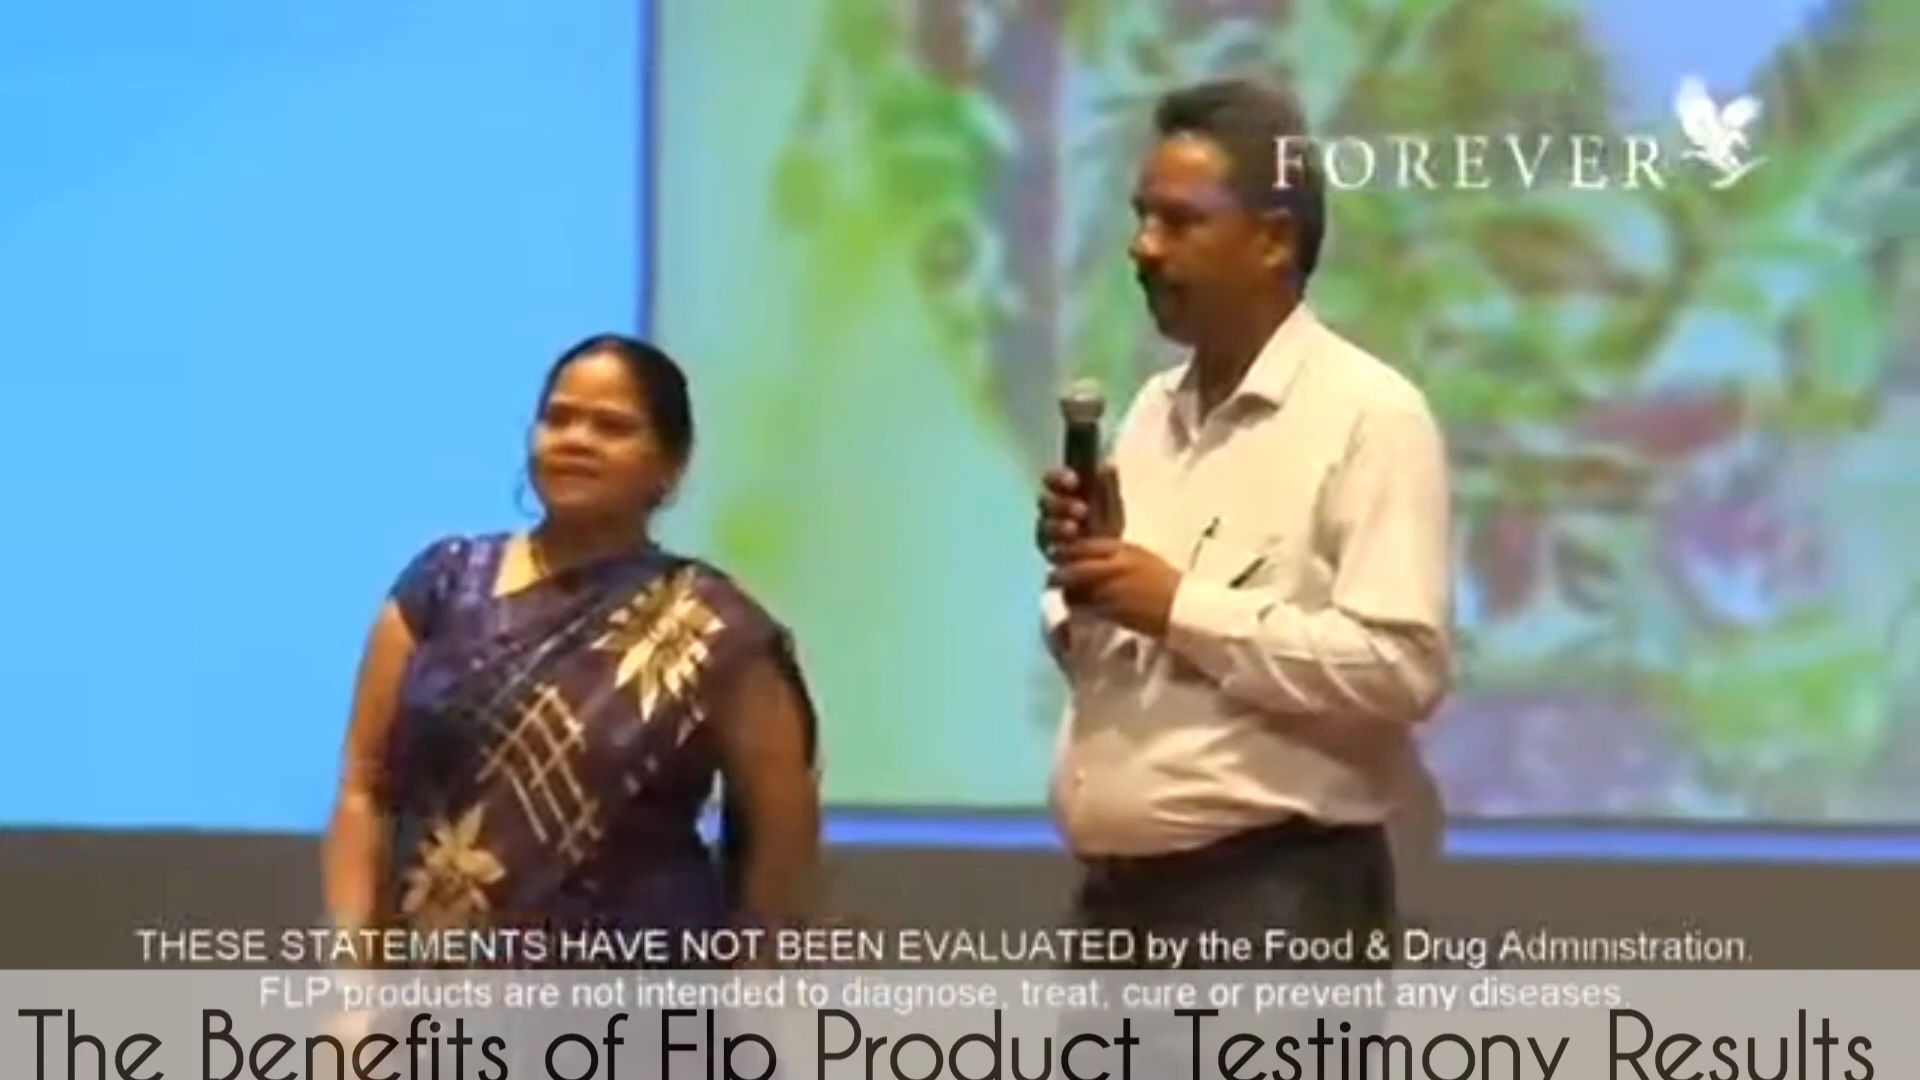 FOREVER
THESE STATEMENTS HAVE NOT BEEN EVALUATED by the Food & Drug Administration.
FLP products are not intended to diagnose, treat, cure or prevent any diseases.
The Benefits of Flp Product Testimony Results